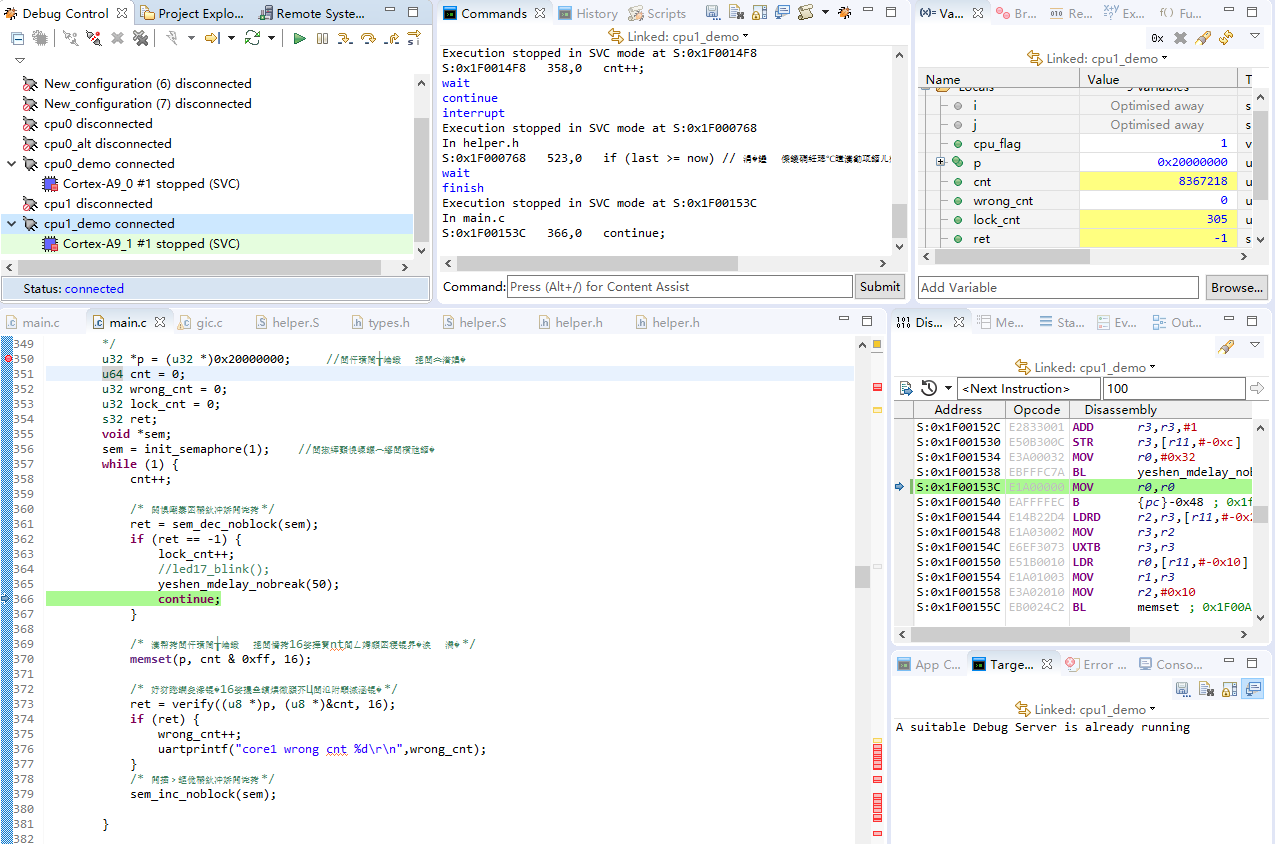 Debug Control
Project Explo...
Remote Syste...
New_configuration (6) disconnected
New_configuration (7) disconnected
cpu0 disconnected
cpu0_alt disconnected
cpu0_demo connected
Cortex-A9_0 #1 stopped (SVC)
cpu1 disconnected
cpu1_demo connected
Cortex-A9_1 #1 stopped (SVC)
Status: connected
Commands
History
Scripts
Linked: cpu1_demo
Execution stopped in SVC mode at S:0x1F0014F8
S:0x1F0014F8 358,0 cnt++;
wait
continue
interrupt
Execution stopped in SVC mode at S:0x1F000768
In helper.h
S:0x1F000768 523,0 if (last >= now) //
wait
finish
Execution stopped in SVC mode at S:0x1F00153C
In main.c
S:0x1F00153C 366,0 continue;
Command: Press (Alt+/) for Content Assist
Submit
(x)= Va...
Br...
Re...
Ex...
f() Fu...
0x
Linked: cpu1_demo
Name Value T
Locals 9 variables
i Optimised away s
j Optimised away s
cpu_flag 1 v
p 0x20000000 u
cnt 8367218 u
wrong_cnt 0 u
lock_cnt 305 u
ret -1 s
Add Variable
Browse...
main.c
main.c
gic.c
helper.S
types.h
helper.S
helper.h
helper.h
349 */
350 u32 *p = (u32 *)0x20000000; //
351 u64 cnt = 0;
352 u32 wrong_cnt = 0;
353 u32 lock_cnt = 0;
354 s32 ret;
355 void *sem;
356 sem = init_semaphore(1); //
357 while (1) {
358 cnt++;
359
360 /* */
361 ret = sem_dec_noblock(sem);
362 if (ret == -1) {
363 lock_cnt++;
364 //led17_blink();
365 yeshen_mdelay_nobreak(50);
366 continue;
367 }
368
369 /* 16 nt */
370 memset(p, cnt & 0xff, 16);
371
372 /* 16 */
373 ret = verify((u8 *)p, (u8 *)&cnt, 16);
374 if (ret) {
375 wrong_cnt++;
376 uartprintf("core1 wrong cnt %d\r\n",wrong_cnt);
377 }
378 /* */
379 sem_inc_noblock(sem);
380
381 }
382
Dis...
Me...
Sta...
Ev...
Out...
Linked: cpu1_demo
<Next Instruction> 100
Address Opcode Disassembly
S:0x1F00152C E2833001 ADD r3,r3,#1
S:0x1F001530 E50B300C STR r3,[r11,#-0xc]
S:0x1F001534 E3A00032 MOV r0,#0x32
S:0x1F001538 EBFFFC7A BL yeshen_mdelay_nob
S:0x1F00153C E1A00000 MOV r0,r0
S:0x1F001540 EAFFFFEC B {pc}-0x48 ; 0x1f
S:0x1F001544 E14B22D4 LDRD r2,r3,[r11,#-0x2
S:0x1F001548 E1A03002 MOV r3,r2
S:0x1F00154C E6EF3073 UXTB r3,r3
S:0x1F001550 E51B0010 LDR r0,[r11,#-0x10]
S:0x1F001554 E1A01003 MOV r1,r3
S:0x1F001558 E3A02010 MOV r2,#0x10
S:0x1F00155C EB0024C2 BL memset ; 0x1F00A
App C...
Targe...
Error ...
Conso...
Linked: cpu1_demo
A suitable Debug Server is already running